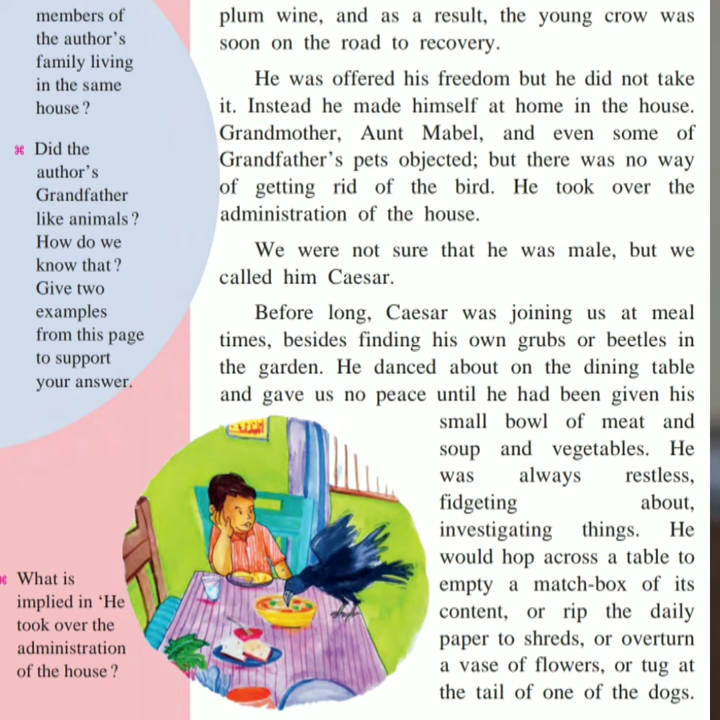 members of
the author's
family living
in the same
house?
⌘ Did the
author's
Grandfather
like animals?
How do we
know that?
Give two
examples
from this page
to support
your answer.
⌘ What is
implied in 'He
took over the
administration
of the house?
plum wine, and as a result, the young crow was
soon on the road to recovery.
He was offered his freedom but he did not take
it. Instead he made himself at home in the house.
Grandmother, Aunt Mabel, and even some of
Grandfather's pets objected; but there was no way
of getting rid of the bird. He took over the
administration of the house.
We were not sure that he was male, but we
called him Caesar.
Before long, Caesar was joining us at meal
times, besides finding his own grubs or beetles in
the garden. He danced about on the dining table
and gave us no peace until he had been given his
small bowl of meat and
soup and vegetables. He
was always restless,
fidgeting about,
investigating things. He
would hop across a table to
empty a match-box of its
content, or rip the daily
paper to shreds, or overturn
a vase of flowers, or tug at
the tail of one of the dogs.